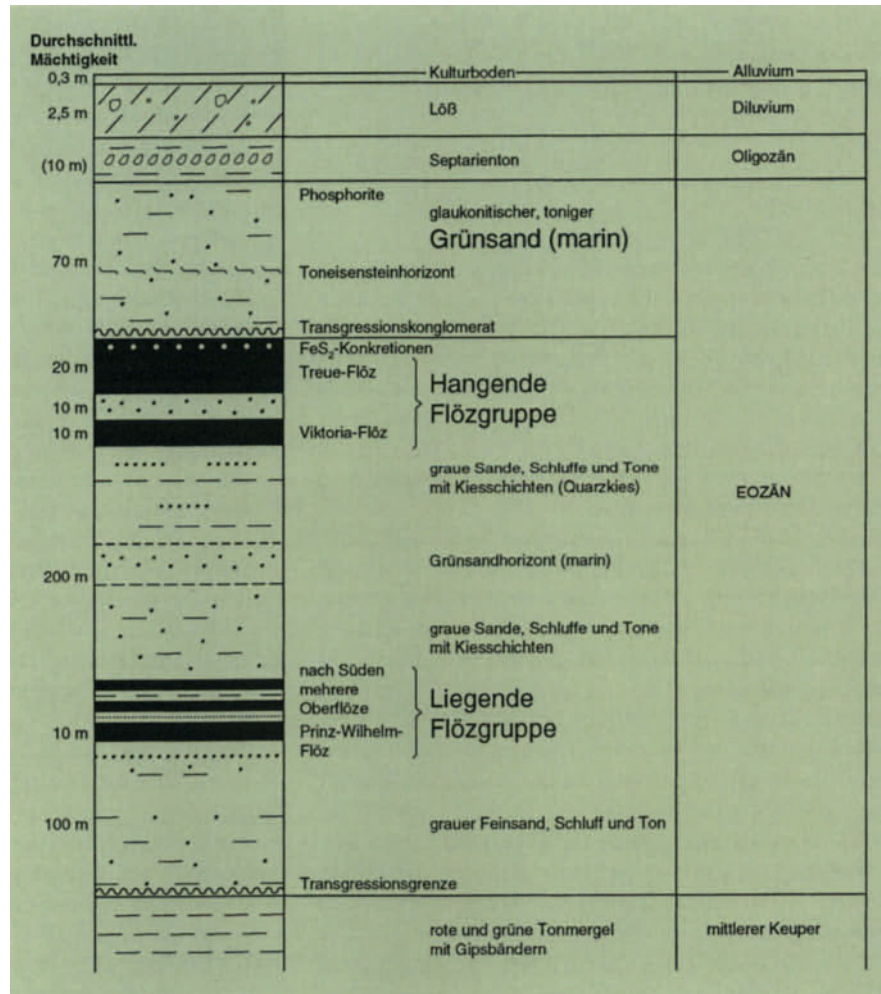 Durchschnittl.
Mächtigkeit
0,3 m
Kulturboden
Alluvium
2,5 m
Löß
Diluvium
(10 m)
Septarienton
Oligozän
Phosphorite
glaukonitischer, toniger
Grünsand (marin)
70 m
Toneisensteinhorizont
Transgressionskonglomerat
FeS₂-Konkretionen
20 m
Treue-Flöz
Hangende
Flözgruppe
10 m
10 m
Viktoria-Flöz
graue Sande, Schluffe und Tone
mit Kiesschichten (Quarzkies)
EOZÄN
Grünsandhorizont (marin)
200 m
graue Sande, Schluffe und Tone
mit Kiesschichten
nach Süden
mehrere
Oberflöze
Liegende
Flözgruppe
10 m
Prinz-Wilhelm-
Flöz
100 m
grauer Feinsand, Schluff und Ton
Transgressionsgrenze
rote und grüne Tonmergel
mit Gipsbändern
mittlerer Keuper